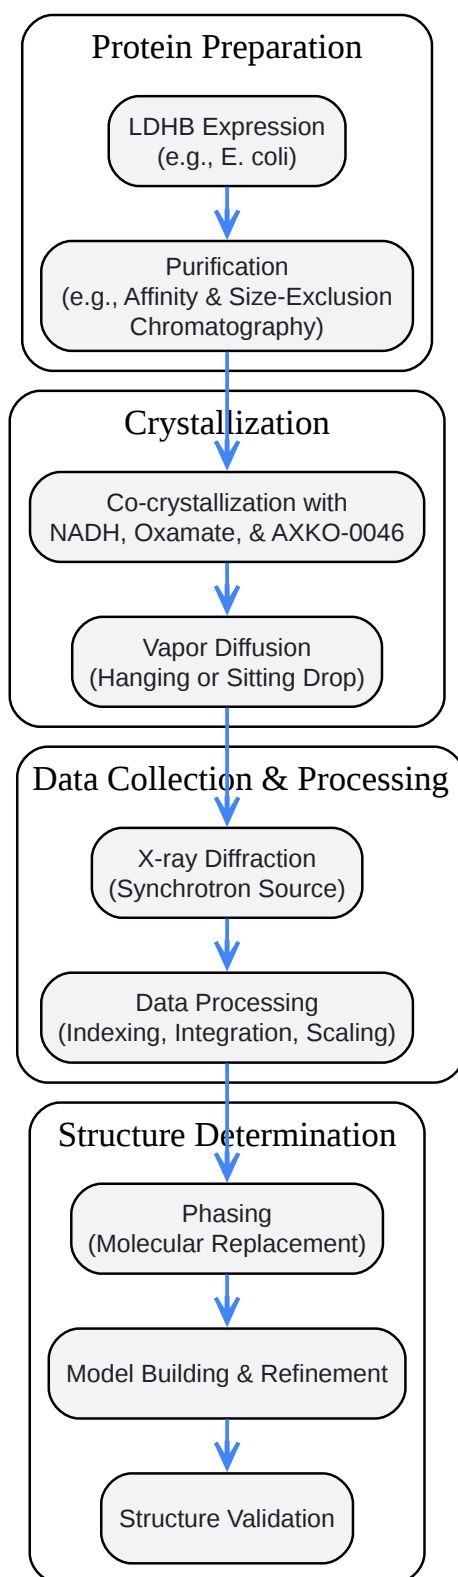 Protein Preparation
LDHB Expression
(e.g., E. coli)
Purification
(e.g., Affinity & Size-Exclusion
Chromatography)
Crystallization
Co-crystallization with
NADH, Oxamate, & AXKO-0046
Vapor Diffusion
(Hanging or Sitting Drop)
Data Collection & Processing
X-ray Diffraction
(Synchrotron Source)
Data Processing
(Indexing, Integration, Scaling)
Structure Determination
Phasing
(Molecular Replacement)
Model Building & Refinement
Structure Validation